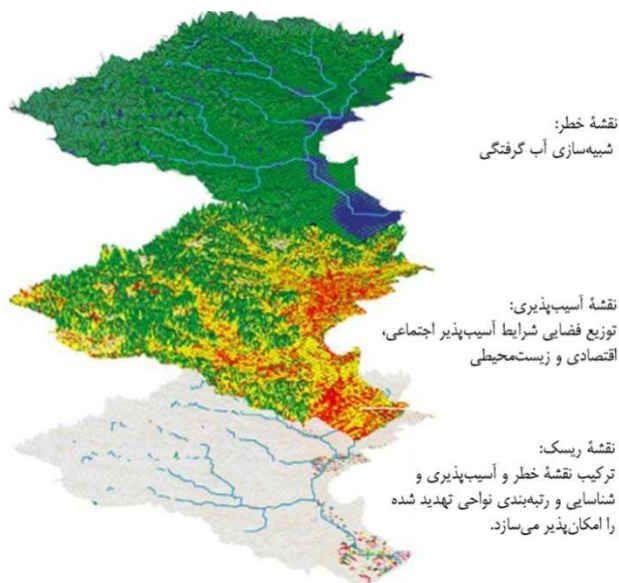 نقشهٔ خطر:
شبیه‌سازی آب گرفتگی
نقشهٔ آسیب‌پذیری:
توزیع فضایی شرایط آسیب‌پذیر اجتماعی،
اقتصادی و زیست‌محیطی
نقشهٔ ریسک:
ترکیب نقشهٔ خطر و آسیب‌پذیری و
شناسایی و رتبه‌بندی نواحی تهدید شده
را امکان‌پذیر می‌سازد.